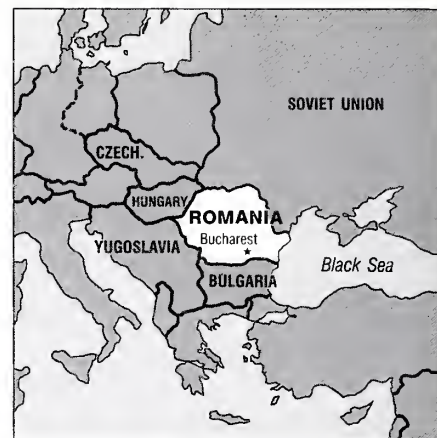 SOVIET UNION
CZECH.
HUNGARY
ROMANIA
Bucharest
YUGOSLAVIA
Black Sea
BULGARIA